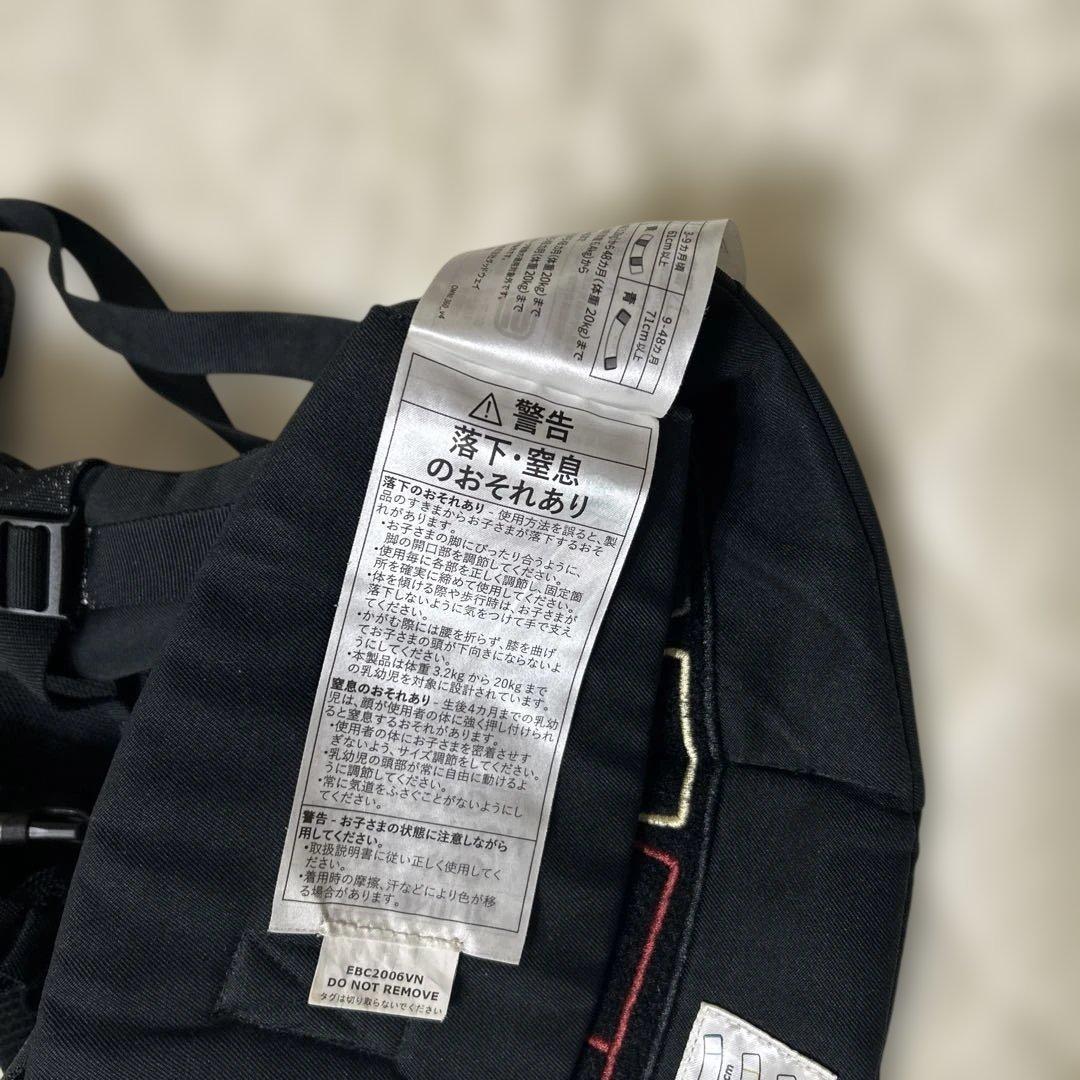 3-9カ月頃
61cm以上
9-48カ月
71cm以上
青
48カ月(体重20kg)まで
(体重20kg)まで
(体重20kg)まで
OMNI 360_V4
警告
落下・窒息
のおそれあり
落下のおそれあり - 使用方法を誤ると、製
品のすきまからお子さまが落下するおそ
れがあります。
・お子さまの脚にぴったり合うように、
脚の開口部を調節してください。
・使用毎に各部を正しく調節し、固定箇
所を確実に締めて使用してください。
・体を傾ける際や歩行時は、お子さまが
落下しないように気をつけて手で支え
てください。
・かがむ際には腰を折らず、膝を曲げ
てお子さまの頭が下向きにならないよ
うにしてください。
・本製品は体重 3.2kg から 20kg まで
の乳幼児を対象に設計されています。
窒息のおそれあり - 生後4カ月までの乳幼
児は、顔が使用者の体に強く押し付けられ
ると窒息するおそれがあります。
・使用者の体にお子さまを密着させす
ぎないよう、サイズ調節をしてください。
・乳幼児の頭部が常に自由に動けるよ
うに調節してください。
・常に気道をふさぐことがないようにし
てください。
警告 - お子さまの状態に注意しながら
用してください。
・取扱説明書に従い正しく使用してく
ださい。
・着用時の摩擦、汗などにより色が移
る場合があります。
EBC2006VN
DO NOT REMOVE
タグは切り取らないでください
cm